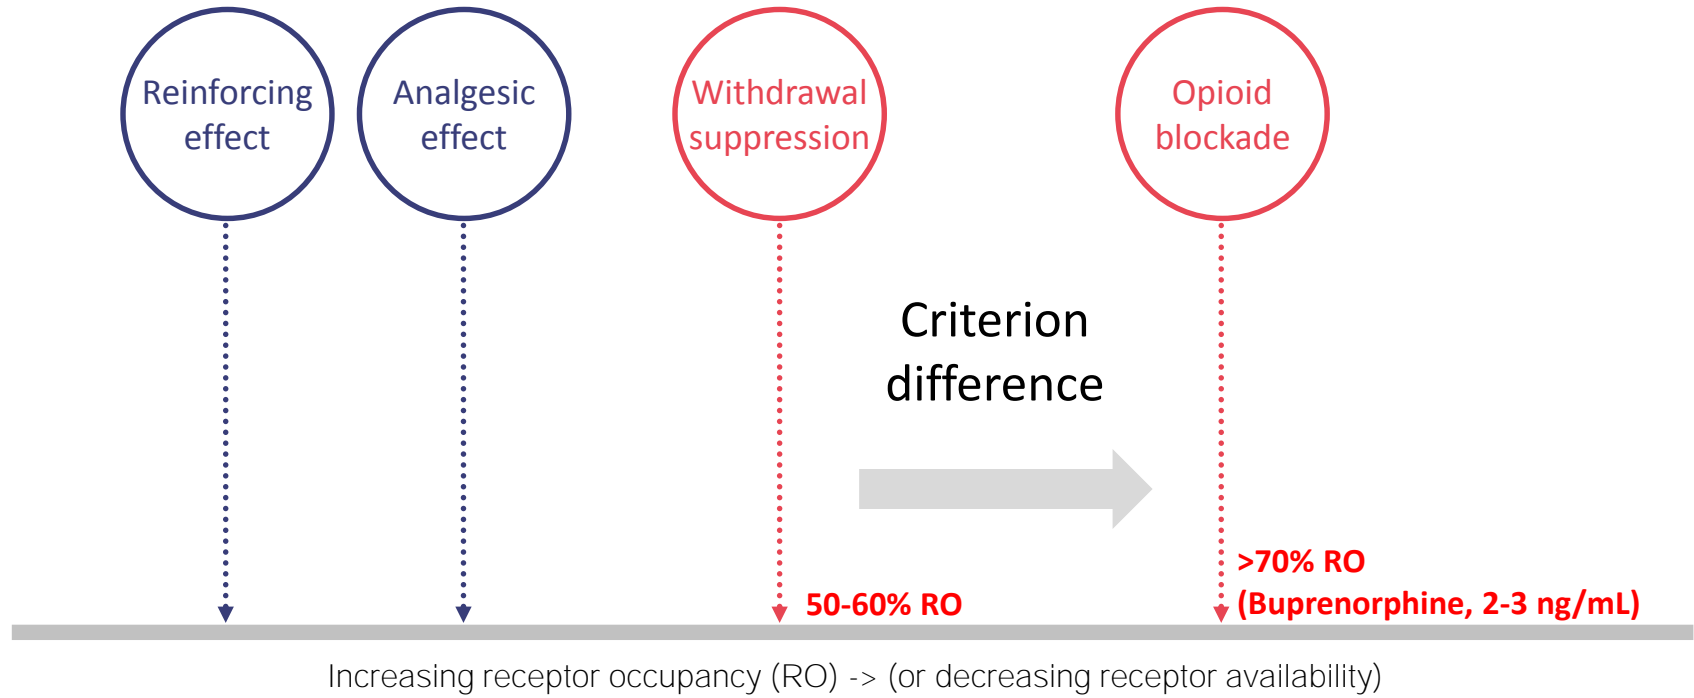 Reinforcing
effect
Analgesic
effect
Withdrawal
suppression
Opioid
blockade
Criterion
difference
50-60% RO
>70% RO
(Buprenorphine, 2-3 ng/mL)
Increasing receptor occupancy (RO) -> (or decreasing receptor availability)